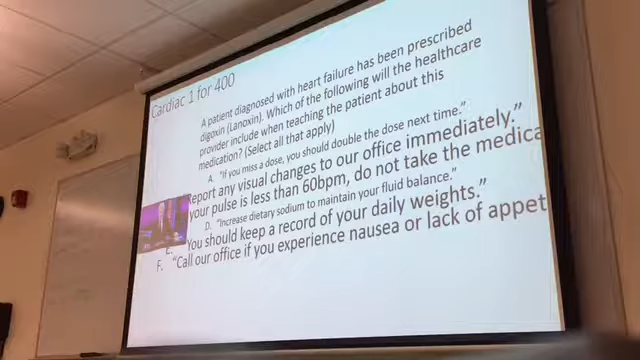 Cardiac 1 for 400
A patient diagnosed with heart failure has been prescribed
digoxin (Lanoxin). Which of the following will the healthcare
provider include when teaching the patient about this
medication? (Select all that apply)
A. "If you miss a dose, you should double the dose next time."
eport any visual changes to our office immediately."
your pulse is less than 60bpm, do not take the medica
D. "Increase dietary sodium to maintain your fluid balance."
E. You should keep a record of your daily weights."
F. "Call our office if you experience nausea or lack of appet